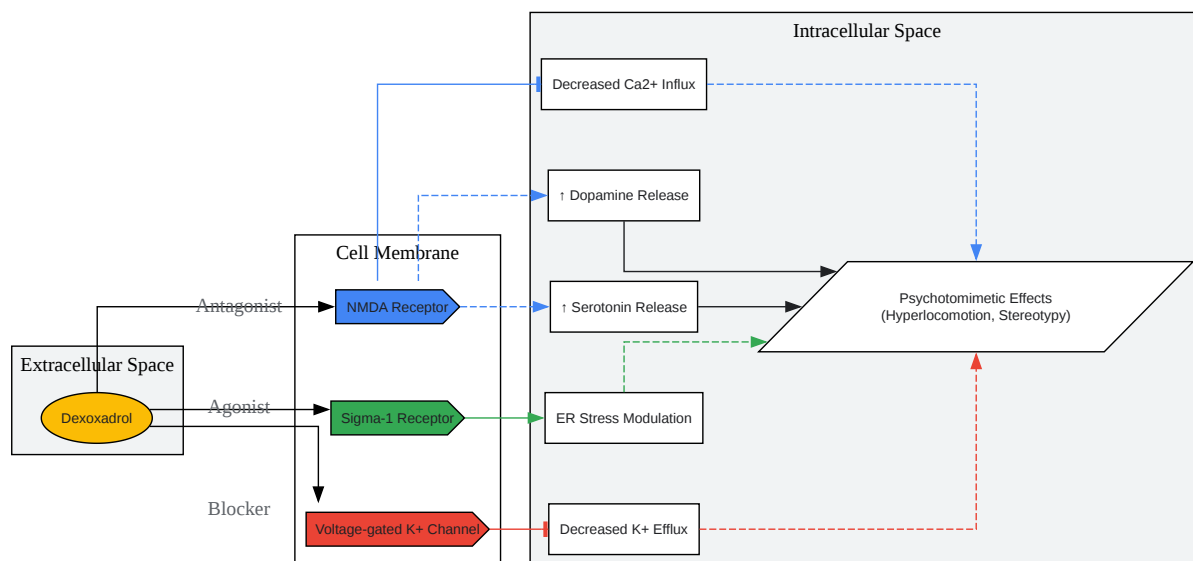 Intracellular Space
Decreased Ca2+ Influx
↑ Dopamine Release
Cell Membrane
Antagonist
NMDA Receptor
↑ Serotonin Release
Psychotomimetic Effects
(Hyperlocomotion, Stereotypy)
Extracellular Space
Dexoxadrol
Agonist
Sigma-1 Receptor
ER Stress Modulation
Blocker
Voltage-gated K+ Channel
Decreased K+ Efflux